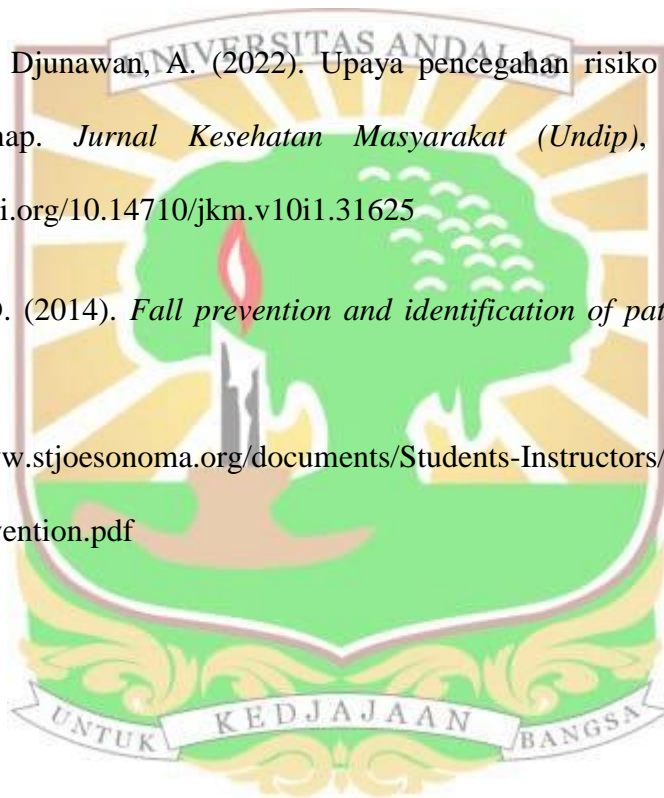 UNIVERSITAS ANDALAS
Djunawan, A. (2022). Upaya pencegahan risiko
nap. Jurnal Kesehatan Masyarakat (Undip),
i.org/10.14710/jkm.v10i1.31625
). (2014). Fall prevention and identification of pat
w.stjoesonoma.org/documents/Students-Instructors/
vention.pdf
UNTUK KEDJAJAAN BANGSA